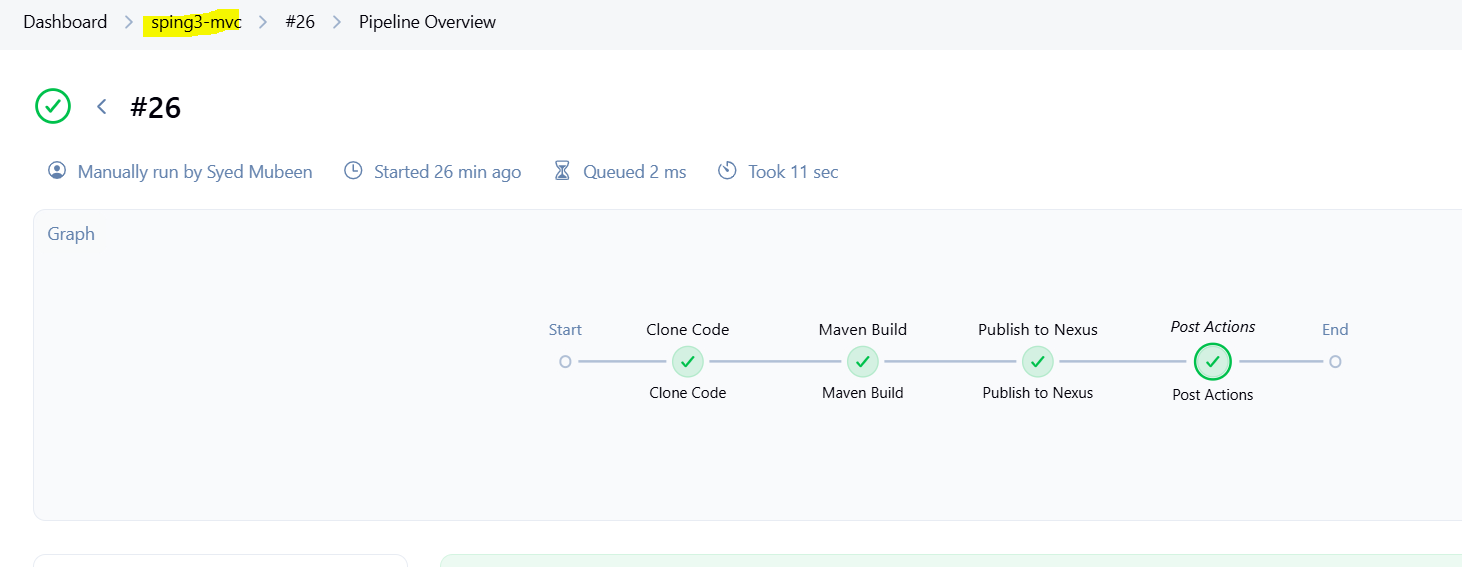 Dashboard > sping3-mvc > #26 > Pipeline Overview
#26
Manually run by Syed Mubeen Started 26 min ago Queued 2 ms Took 11 sec
Graph
Start Clone Code Maven Build Publish to Nexus Post Actions End
Clone Code Maven Build Publish to Nexus Post Actions